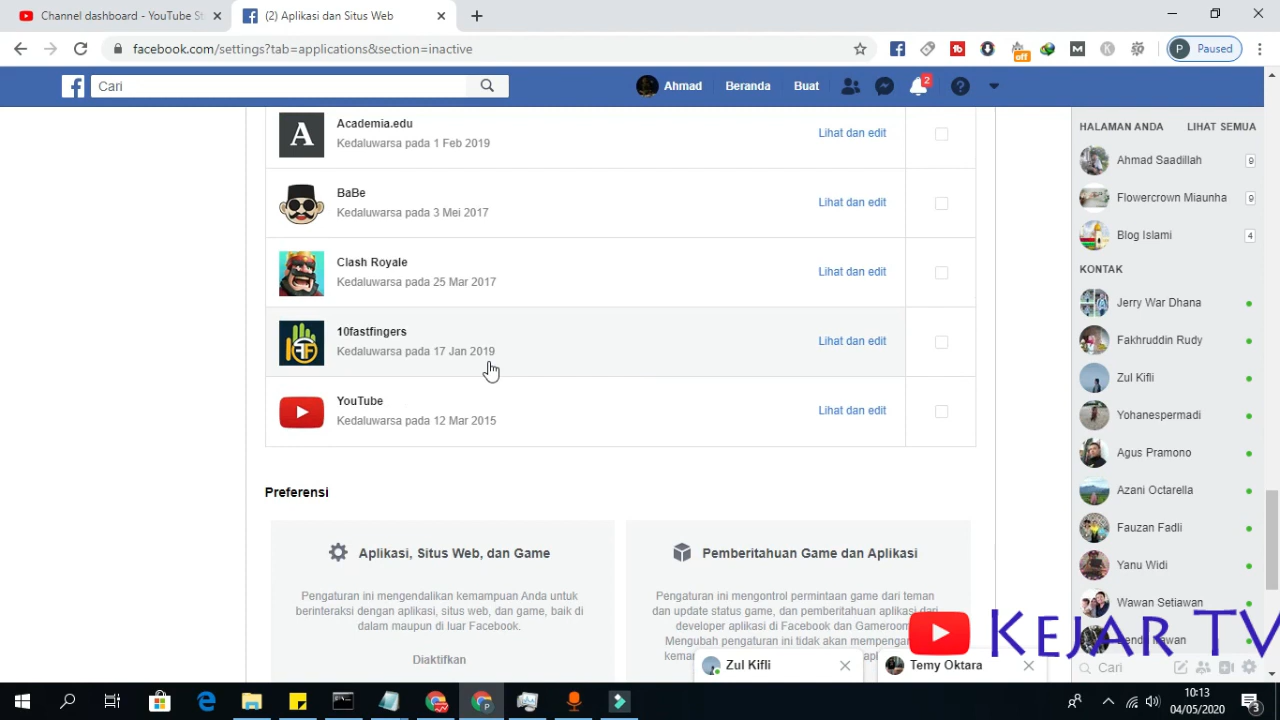 Channel dashboard - YouTube St
(2) Aplikasi dan Situs Web
facebook.com/settings?tab=applications&section=inactive
off
P
Paused
Cari
Ahmad
Beranda
Buat
2
Academia.edu
Kedaluwarsa pada 1 Feb 2019
Lihat dan edit
BaBe
Kedaluwarsa pada 3 Mei 2017
Lihat dan edit
Clash Royale
Kedaluwarsa pada 25 Mar 2017
Lihat dan edit
10fastfingers
Kedaluwarsa pada 17 Jan 2019
Lihat dan edit
YouTube
Kedaluwarsa pada 12 Mar 2015
Lihat dan edit
Preferensi
Aplikasi, Situs Web, dan Game
Pengaturan ini mengendalikan kemampuan Anda untuk
berinteraksi dengan aplikasi, situs web, dan game, baik di
dalam maupun di luar Facebook.
Diaktifkan
Pemberitahuan Game dan Aplikasi
Pengaturan ini mengontrol permintaan game dari teman
dan update status game, dan pemberitahuan aplikasi dari
developer aplikasi di Facebook dan Gameroom
Mengubah pengaturan ini tidak akan mempengar
HALAMAN ANDA
LIHAT SEMUA
Ahmad Saadillah
9
Flowercrown Miaunha
9
Blog Islami
4
KONTAK
Jerry War Dhana
Fakhruddin Rudy
Zul Kifli
Yohanespermadi
Agus Pramono
Azani Octarella
Fauzan Fadli
Yanu Widi
Wawan Setiawan
Cari
KEJAR TV
Zul Kifli
Temy Oktara
10:13
04/05/2020
3